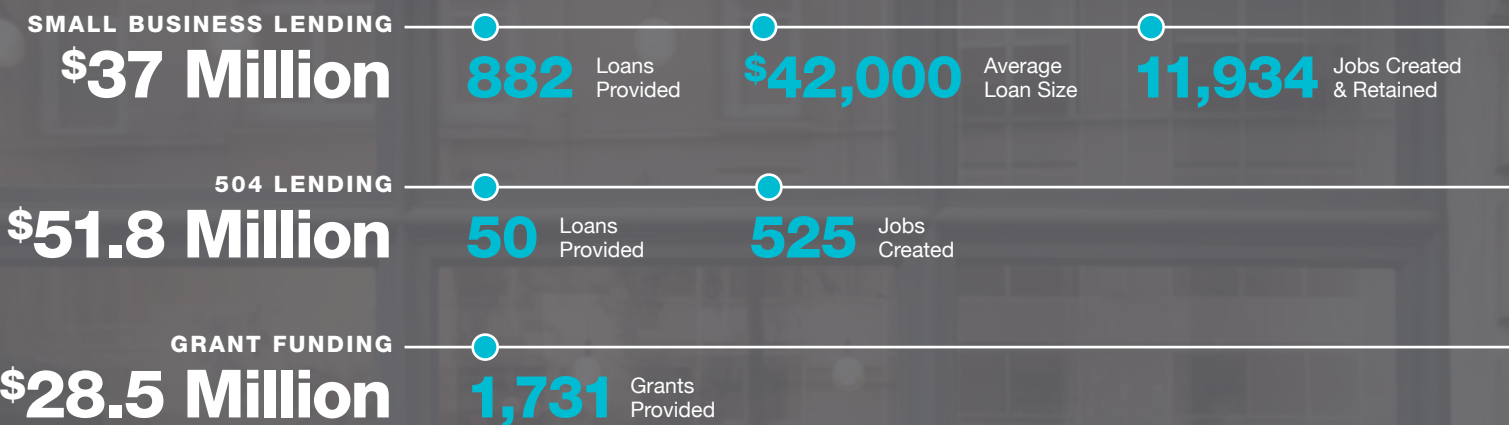 SMALL BUSINESS LENDING
$37 Million
882 Loans
Provided
$42,000 Average
Loan Size
11,934 Jobs Created
& Retained
504 LENDING
$51.8 Million
50 Loans
Provided
525 Jobs
Created
GRANT FUNDING
$28.5 Million
1,731 Grants
Provided